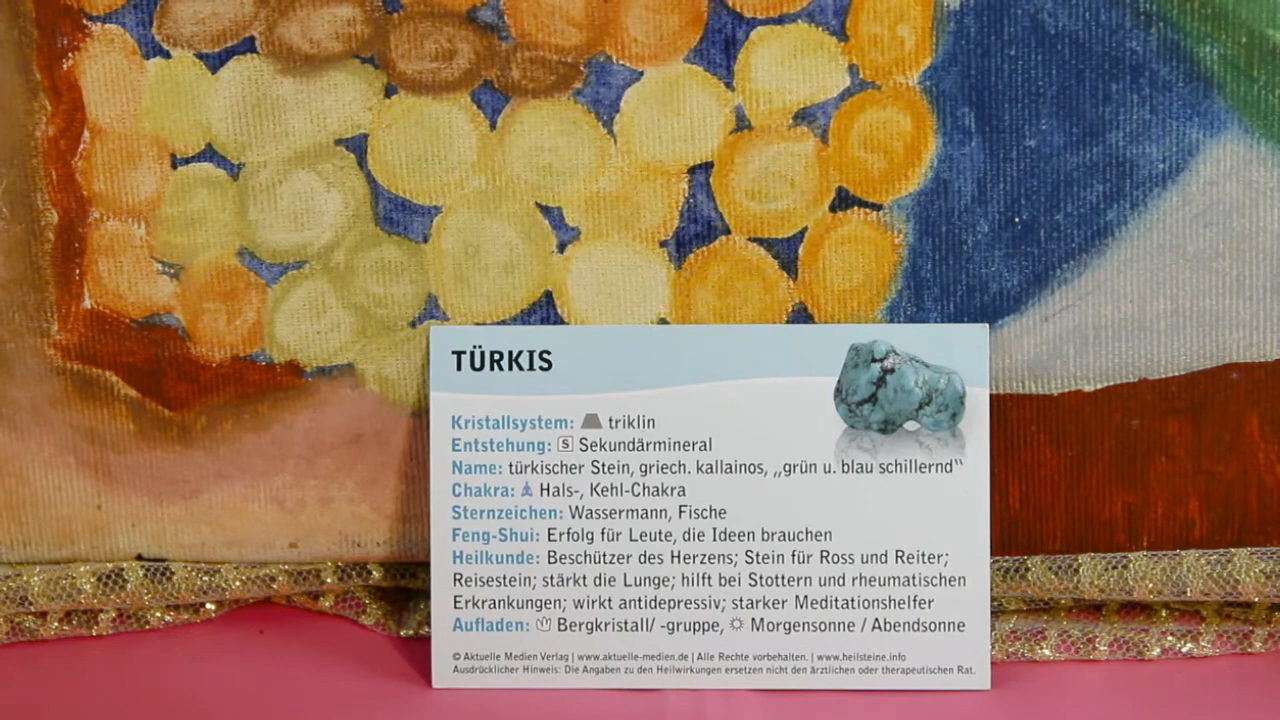 TÜRKIS
Kristallsystem: triklin
Entstehung: S Sekundärmineral
Name: türkischer Stein, griech. kallainos, „grün u. blau schillernd“
Chakra: Hals-, Kehl-Chakra
Sternzeichen: Wassermann, Fische
Feng-Shui: Erfolg für Leute, die Ideen brauchen
Heilkunde: Beschützer des Herzens; Stein für Ross und Reiter;
Reisestein; stärkt die Lunge; hilft bei Stottern und rheumatischen
Erkrankungen; wirkt antidepressiv; starker Meditationshelfer
Aufladen: Bergkristall/ -gruppe, Morgensonne / Abendsonne
© Aktuelle Medien Verlag | www.aktuelle-medien.de | Alle Rechte vorbehalten. | www.heilsteine.info
Ausdrücklicher Hinweis: Die Angaben zu den Heilwirkungen ersetzen nicht den ärztlichen oder therapeutischen Rat.